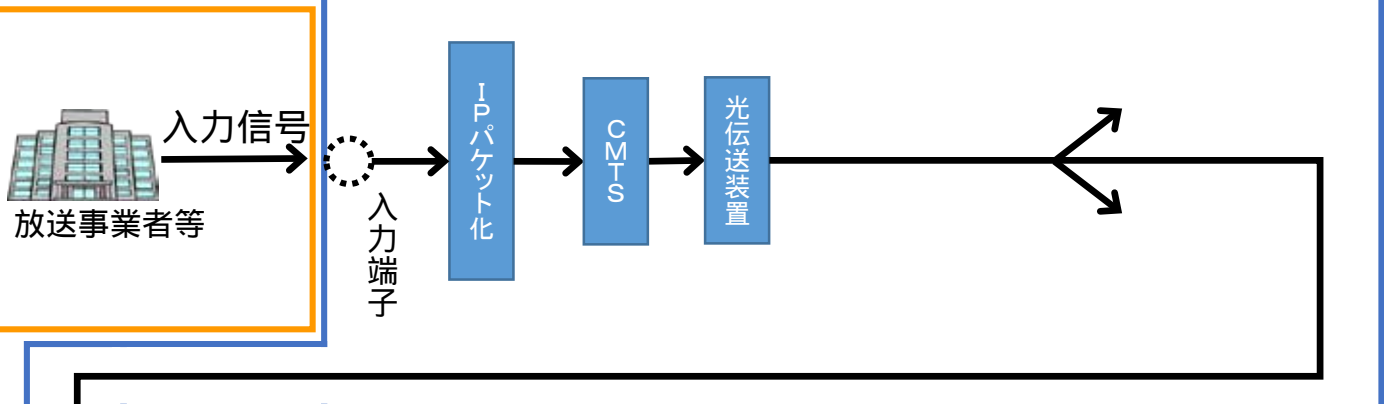 入力信号
放送事業者等
入力端子
ＩＰパケット化
ＣＭＴＳ
光伝送装置